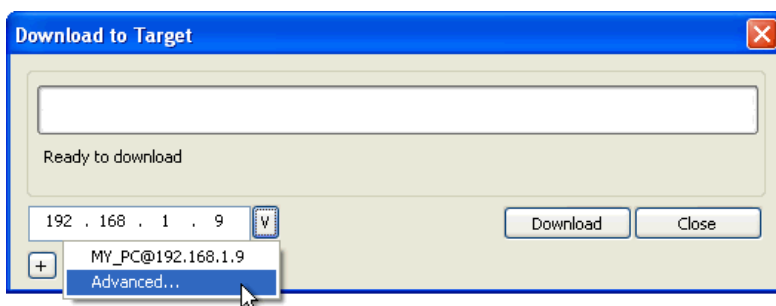 Download to Target
Ready to download
192 . 168 . 1 . 9 V Download Close
MY_PC@192.168.1.9
+ Advanced...